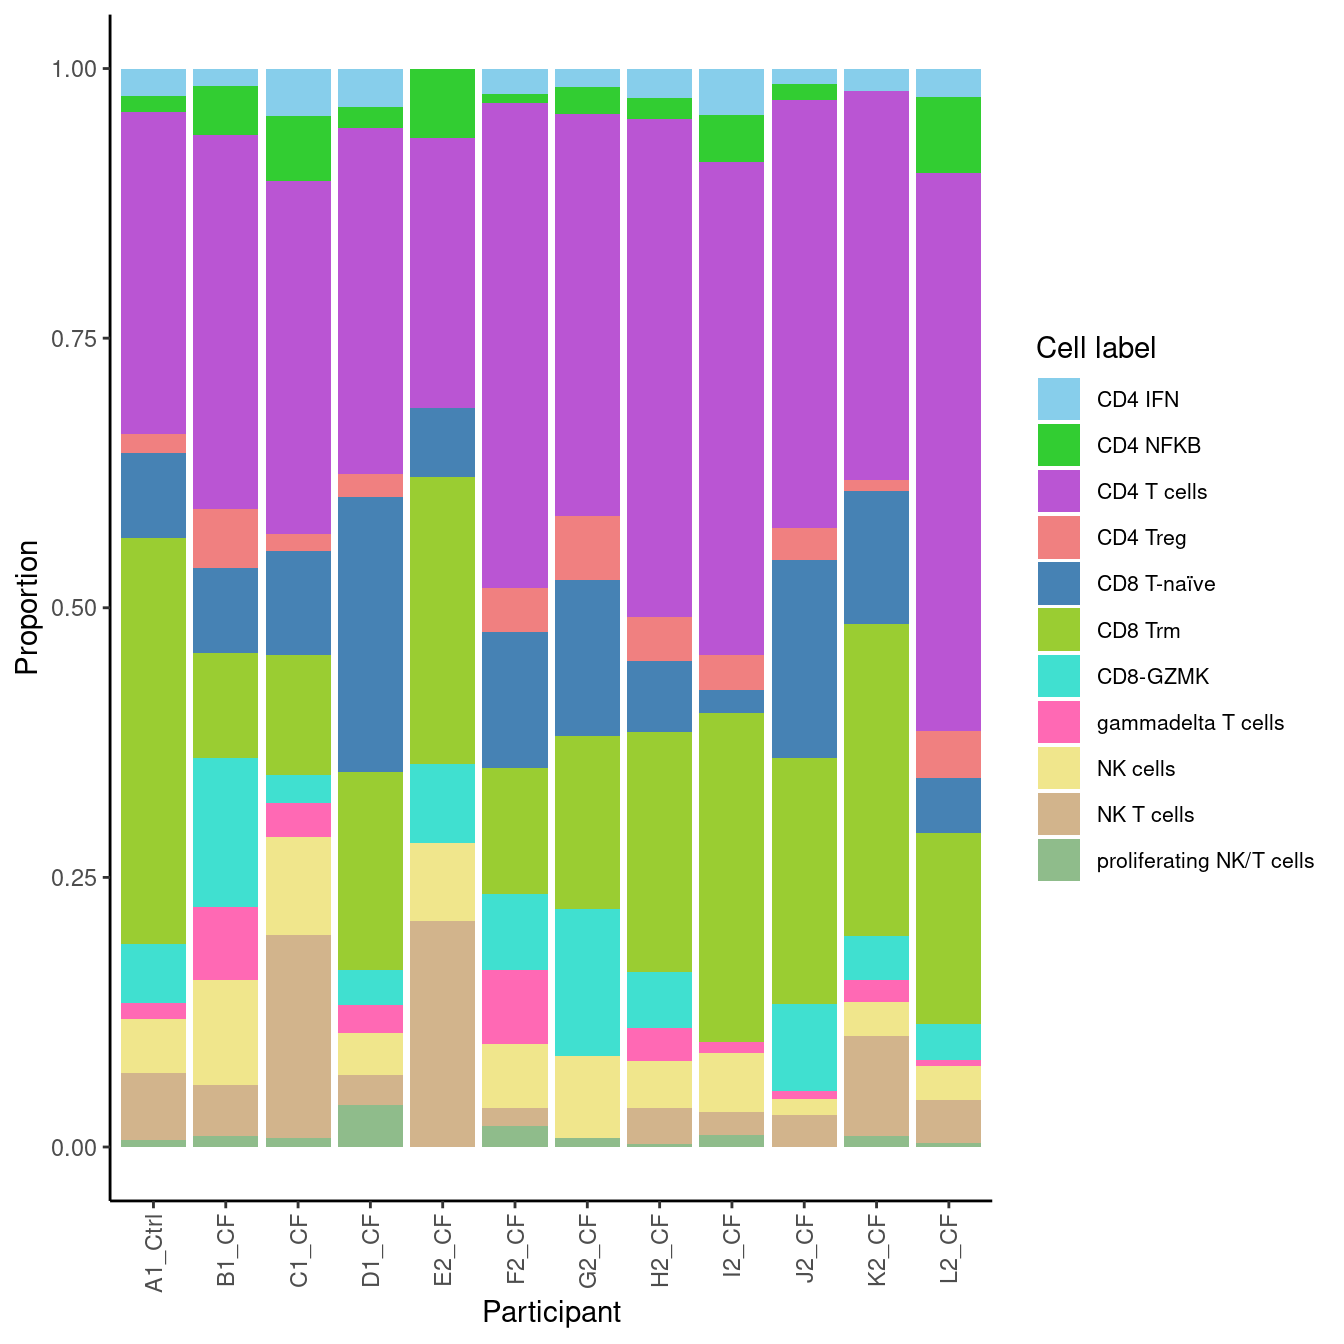 1.00
0.75
0.50
0.25
0.00
Proportion
A1_Ctrl
B1_CF
C1_CF
D1_CF
E2_CF
F2_CF
G2_CF
H2_CF
I2_CF
J2_CF
K2_CF
L2_CF
Participant
Cell label
CD4 IFN
CD4 NFKB
CD4 T cells
CD4 Treg
CD8 T-naïve
CD8 Trm
CD8-GZMK
gammadelta T cells
NK cells
NK T cells
proliferating NK/T cells